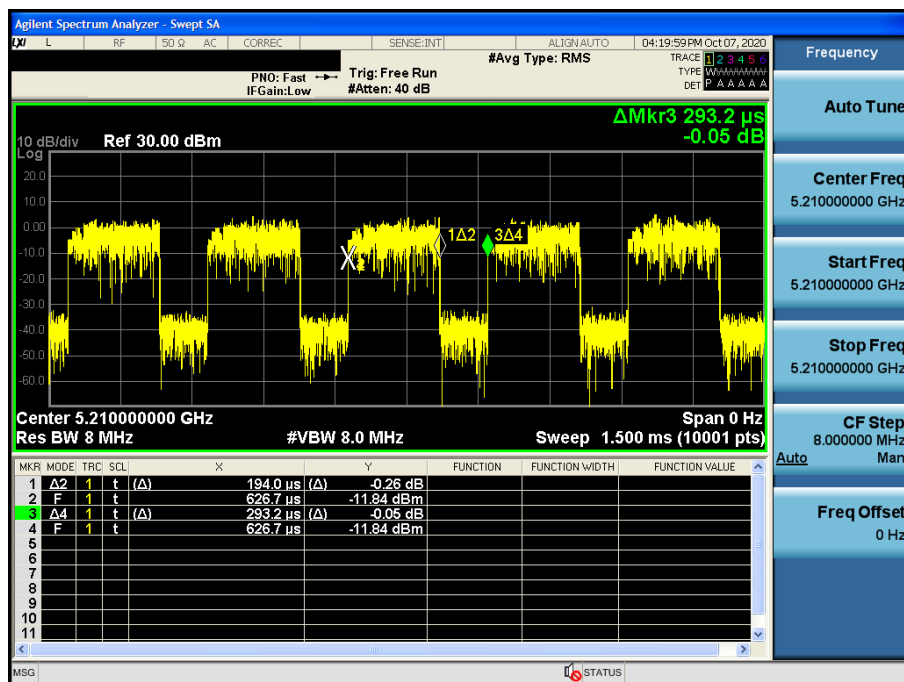 Agilent Spectrum Analyzer - Swept SA
LXI L RF 50 Ω AC CORREC SENSE:INT ALIGN AUTO 04:19:59 PM Oct 07, 2020
#Avg Type: RMS
TRACE 1 2 3 4 5 6
TYPE W
DET P A A A A A
PNO: Fast
IFGain:Low
Trig: Free Run
#Atten: 40 dB
ΔMkr3 293.2 µs
-0.05 dB
10 dB/div
Log
Ref 30.00 dBm
20.0
10.0
0.00
-10.0
-20.0
-30.0
-40.0
-50.0
-60.0
1Δ2
3Δ4
Center 5.210000000 GHz
Span 0 Hz
Res BW 8 MHz
#VBW 8.0 MHz
Sweep 1.500 ms (10001 pts)
MKR MODE TRC SCL X Y FUNCTION FUNCTION WIDTH FUNCTION VALUE
1 Δ2 1 t (Δ) 194.0 µs (Δ) -0.26 dB
2 F 1 t 626.7 µs -11.84 dBm
3 Δ4 1 t (Δ) 293.2 µs (Δ) -0.05 dB
4 F 1 t 626.7 µs -11.84 dBm
5
6
7
8
9
10
11
MSG
STATUS
Frequency
Auto Tune
Center Freq
5.210000000 GHz
Start Freq
5.210000000 GHz
Stop Freq
5.210000000 GHz
CF Step
8.000000 MHz
Auto Man
Freq Offset
0 Hz